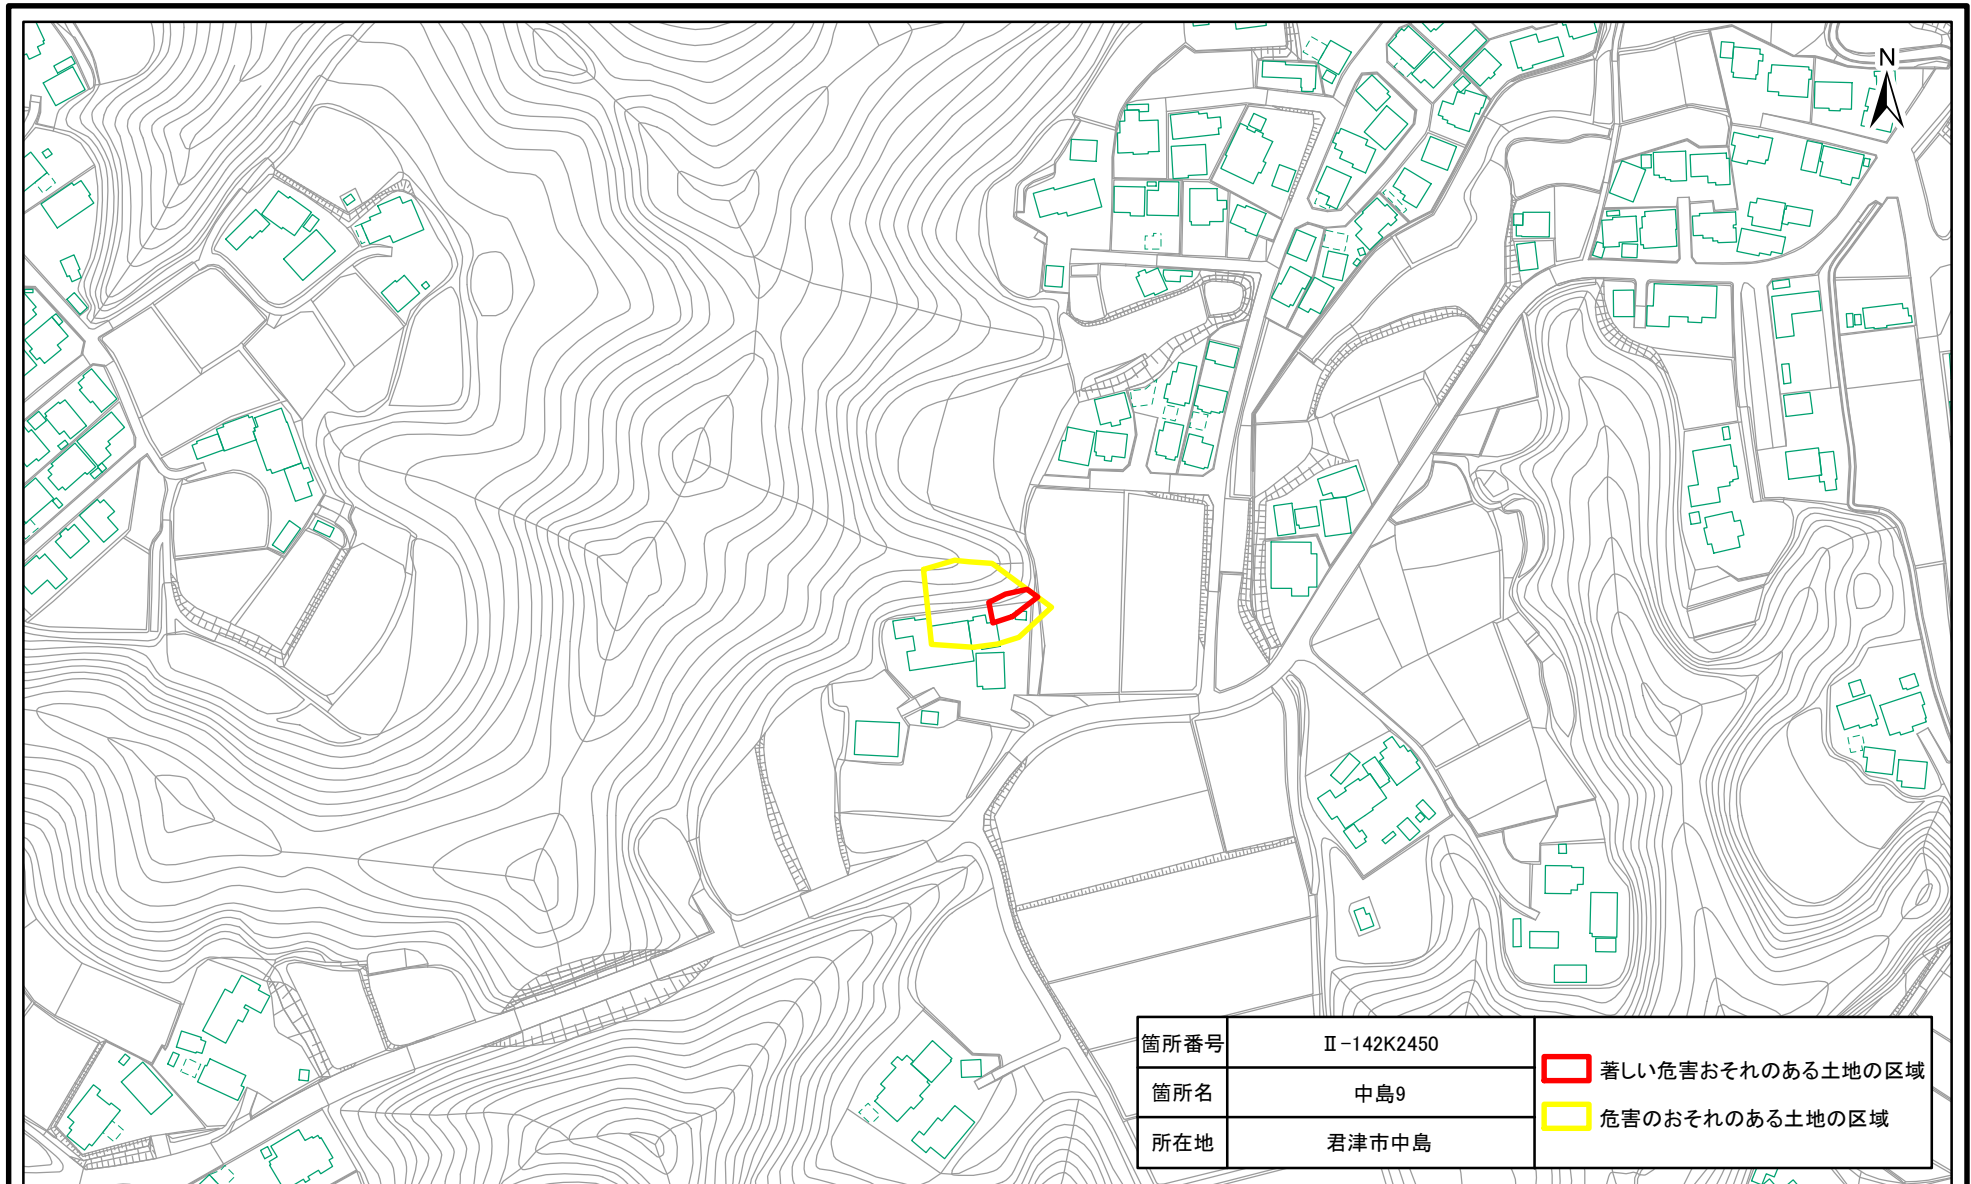 N
箇所番号 Ⅱ-142K2450
箇所名 中島9
所在地 君津市中島
著しい危害おそれのある土地の区域
危害のおそれのある土地の区域